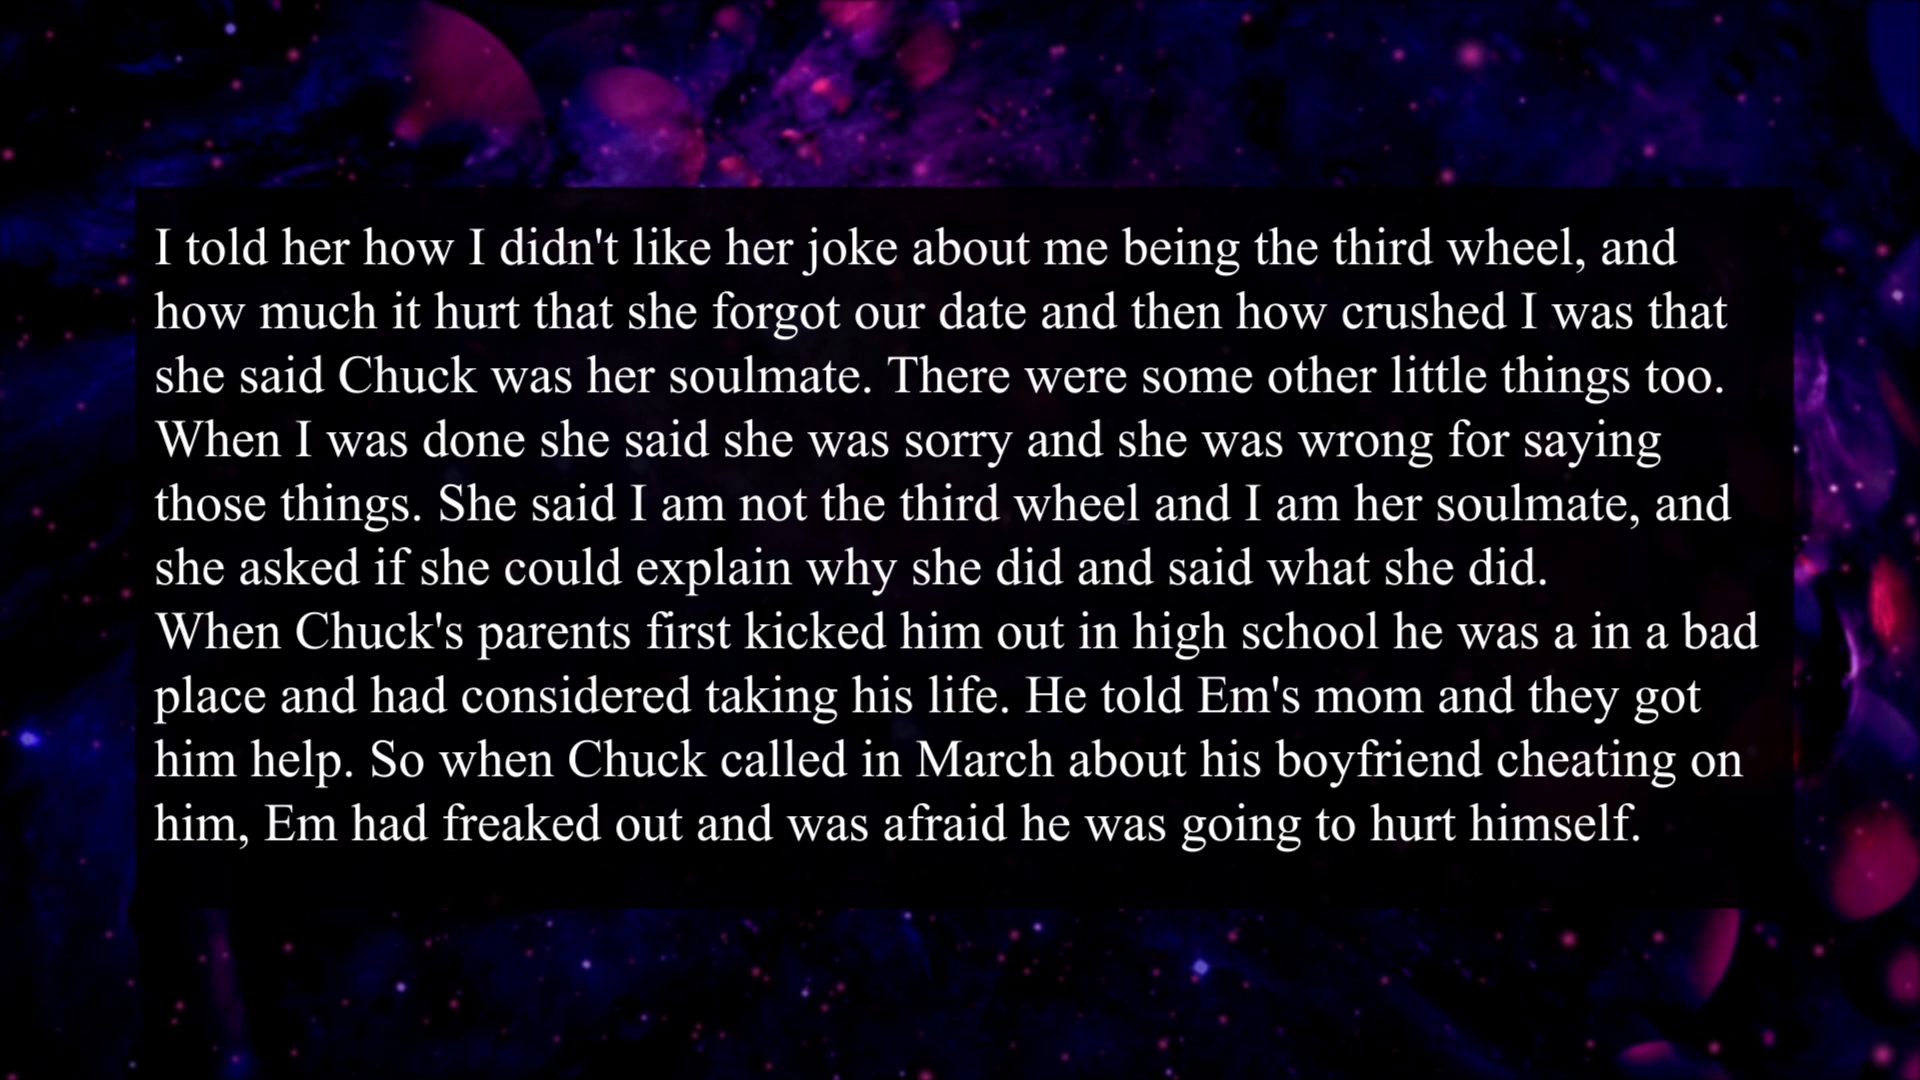 I told her how I didn't like her joke about me being the third wheel, and
how much it hurt that she forgot our date and then how crushed I was that
she said Chuck was her soulmate. There were some other little things too.
When I was done she said she was sorry and she was wrong for saying
those things. She said I am not the third wheel and I am her soulmate, and
she asked if she could explain why she did and said what she did.
When Chuck's parents first kicked him out in high school he was a in a bad
place and had considered taking his life. He told Em's mom and they got
him help. So when Chuck called in March about his boyfriend cheating on
him, Em had freaked out and was afraid he was going to hurt himself.